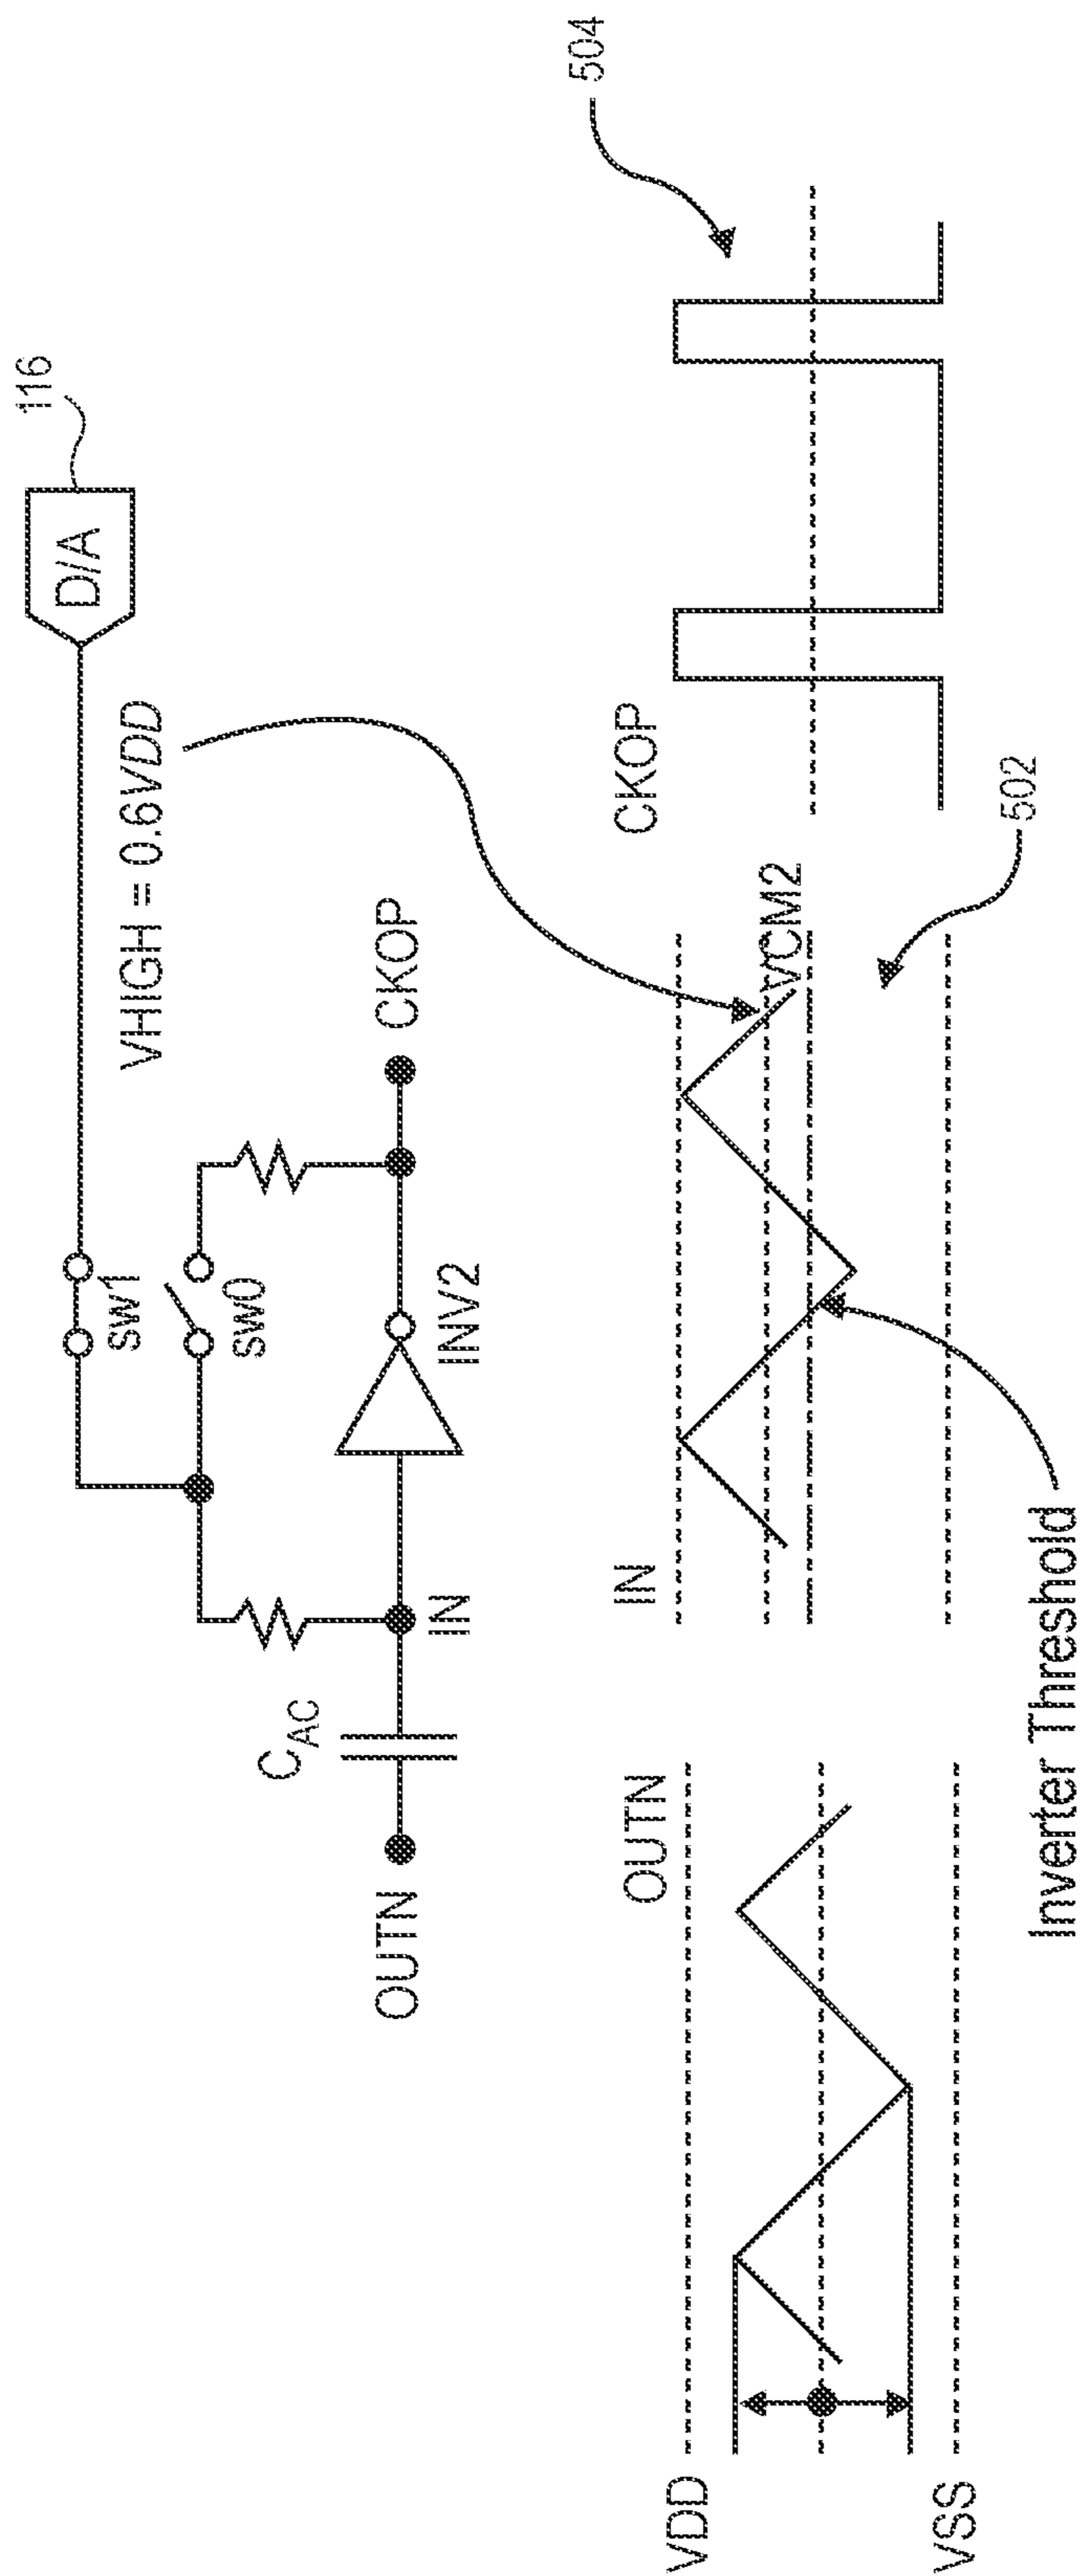 116
D/A
VHIGH = 0.6VDD
sw1
sw0
C_AC
OUTN
IN
INV2
CKOP
504
VDD
VSS
OUTN
IN
VCM2
CKOP
502
Inverter Threshold